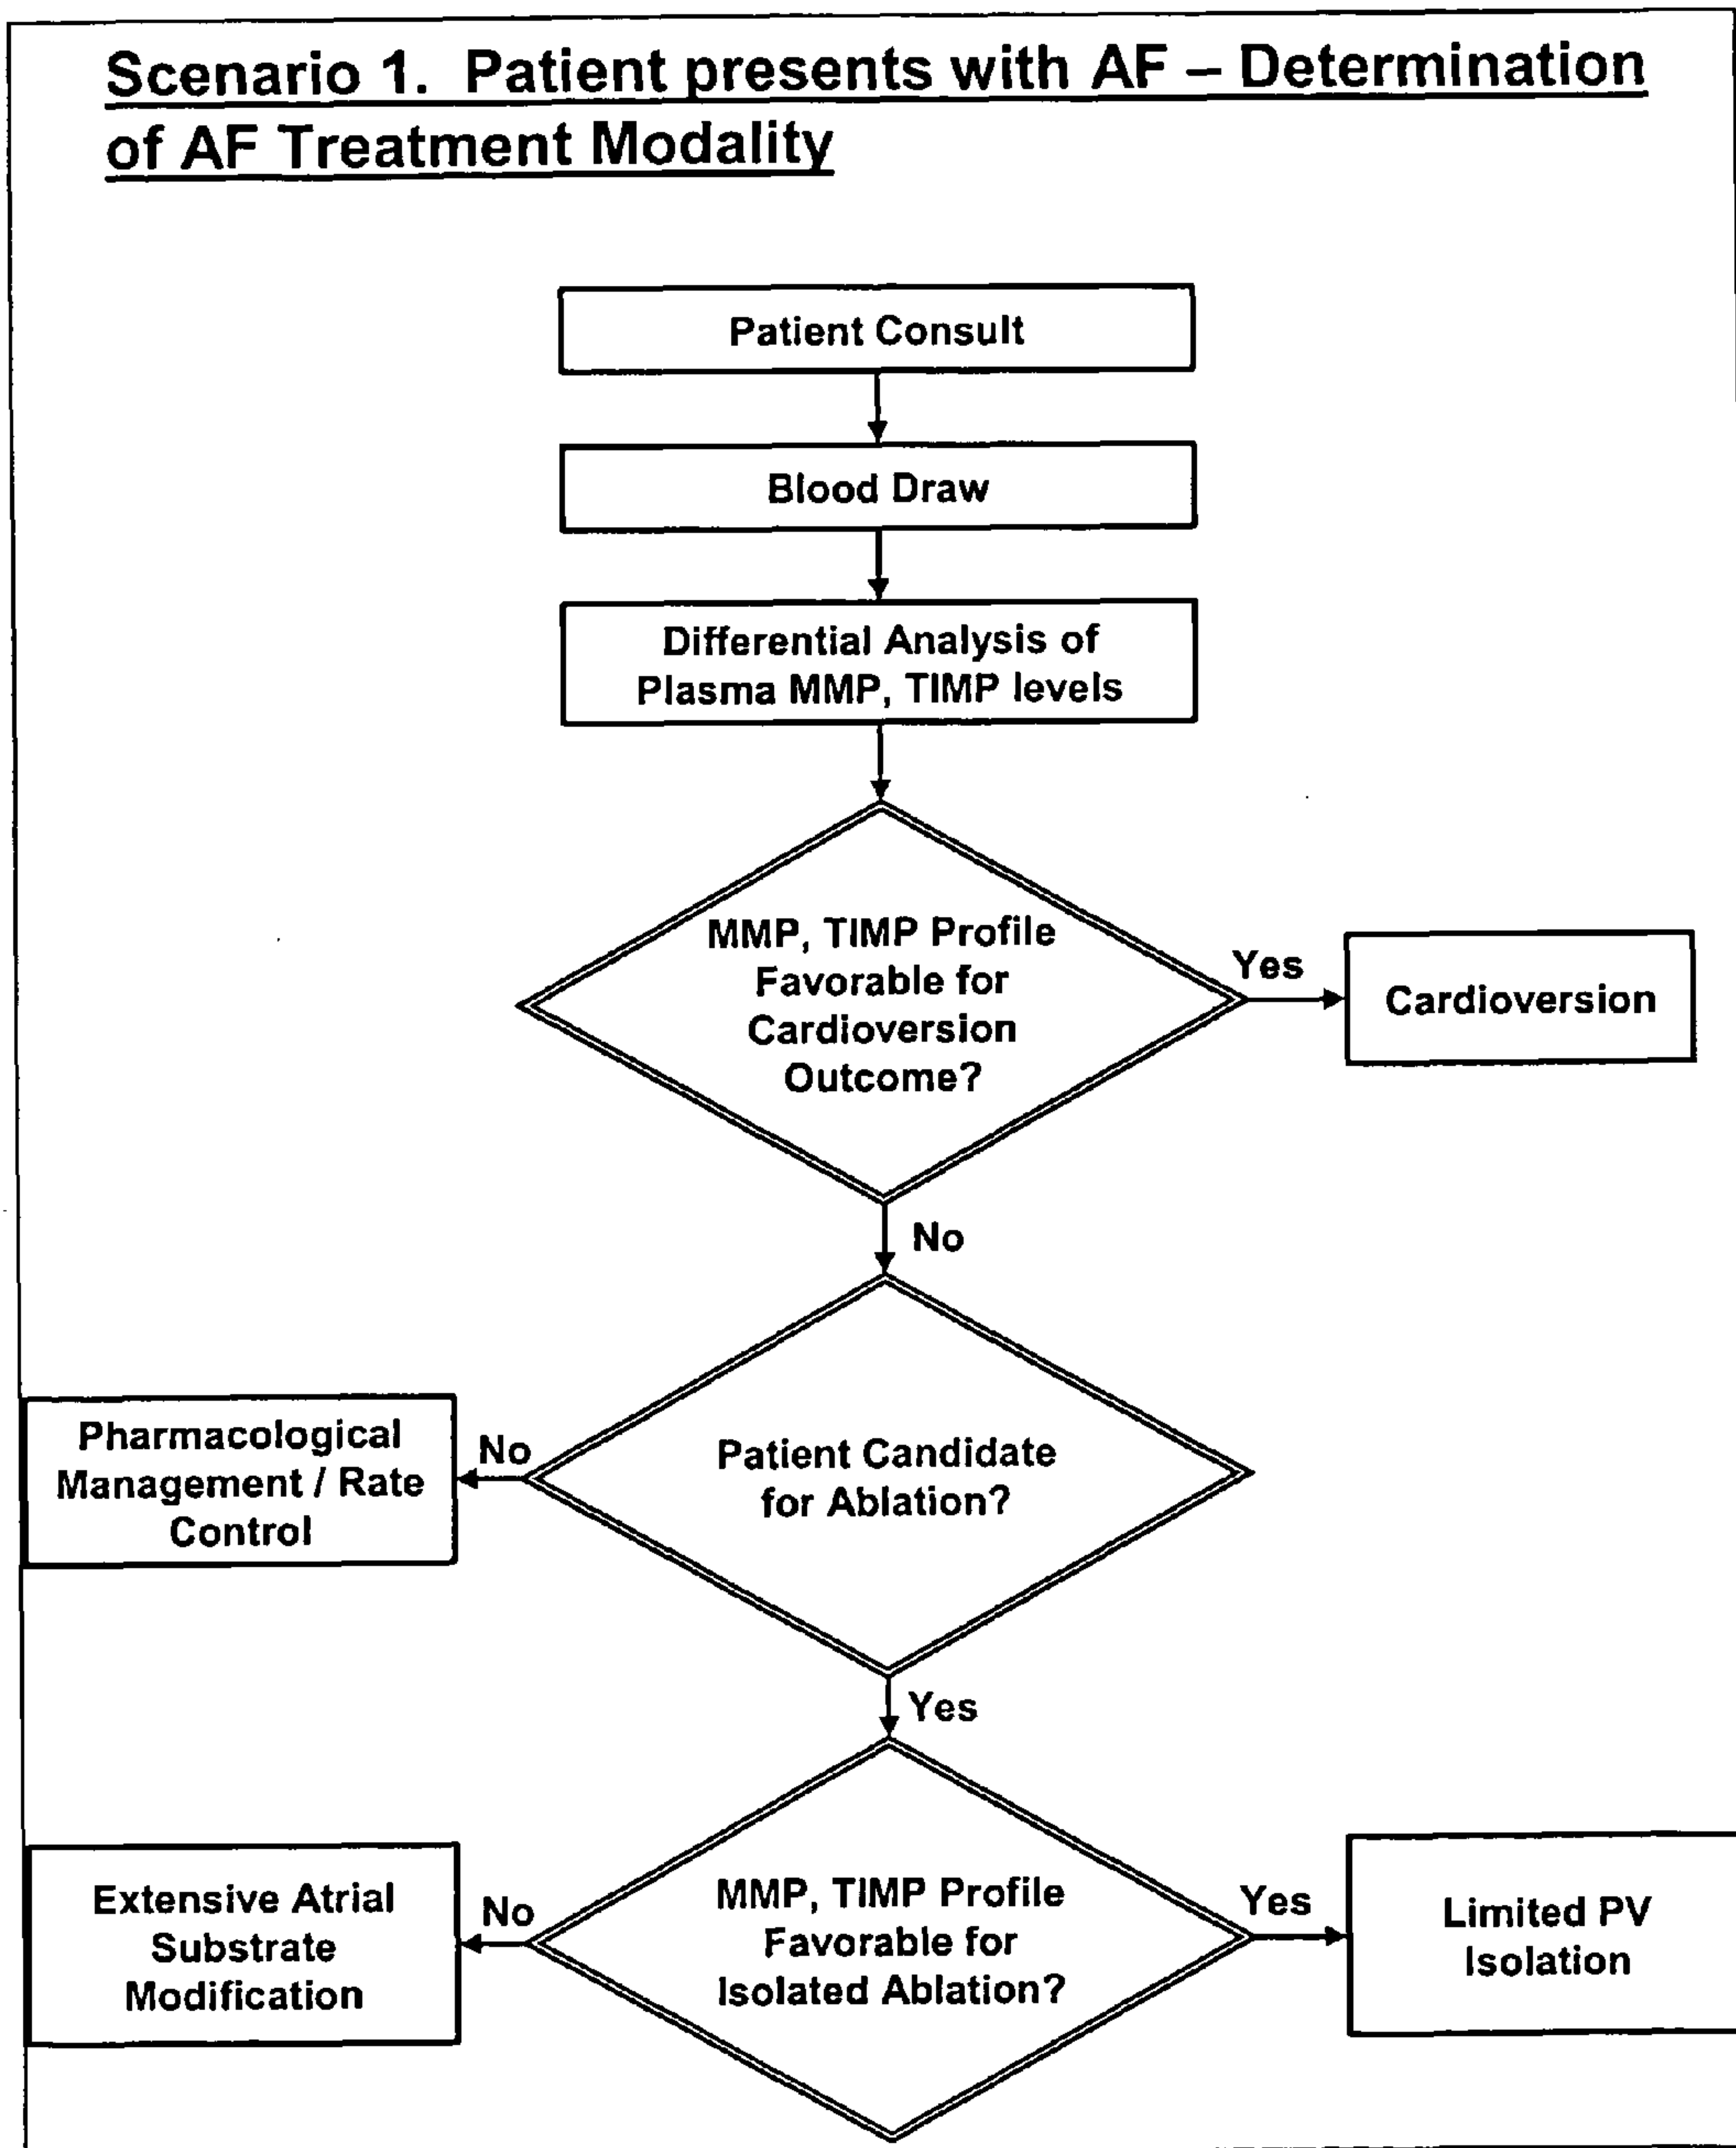 Scenario 1. Patient presents with AF – Determination
of AF Treatment Modality
Patient Consult
Blood Draw
Differential Analysis of
Plasma MMP, TIMP levels
MMP, TIMP Profile
Favorable for
Cardioversion
Outcome?
Yes
Cardioversion
No
Patient Candidate
for Ablation?
No
Pharmacological
Management / Rate
Control
Yes
MMP, TIMP Profile
Favorable for
Isolated Ablation?
No
Extensive Atrial
Substrate
Modification
Yes
Limited PV
Isolation